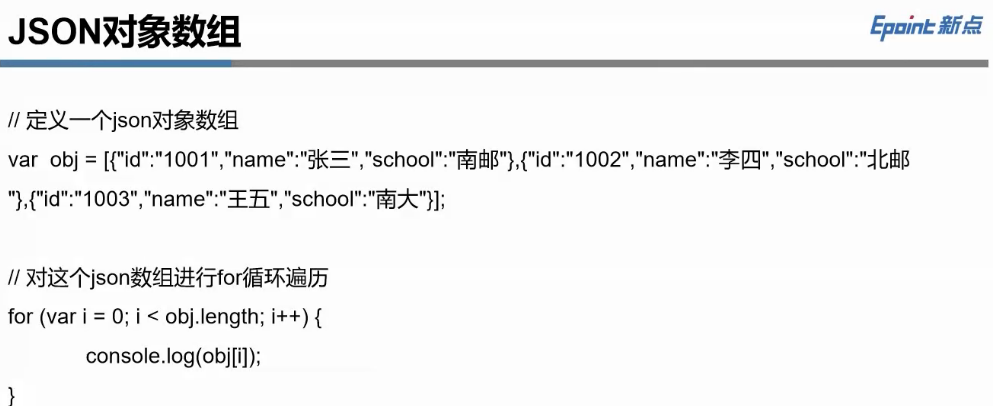 JSON对象数组
Epoint 新点
// 定义一个json对象数组
var  obj = [{"id":"1001","name":"张三","school":"南邮"},{"id":"1002","name":"李四","school":"北邮
"},{"id":"1003","name":"王五","school":"南大"}];
// 对这个json数组进行for循环遍历
for (var i = 0; i < obj.length; i++) {
console.log(obj[i]);
}